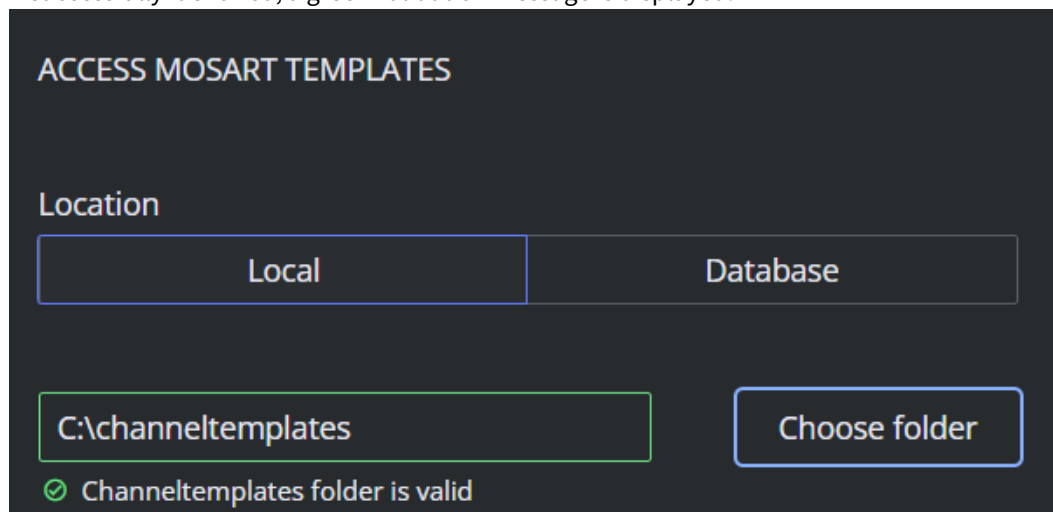 ACCESS MOSART TEMPLATES
Location
Local Database
C:\channeltemplates Choose folder
Channeltemplates folder is valid